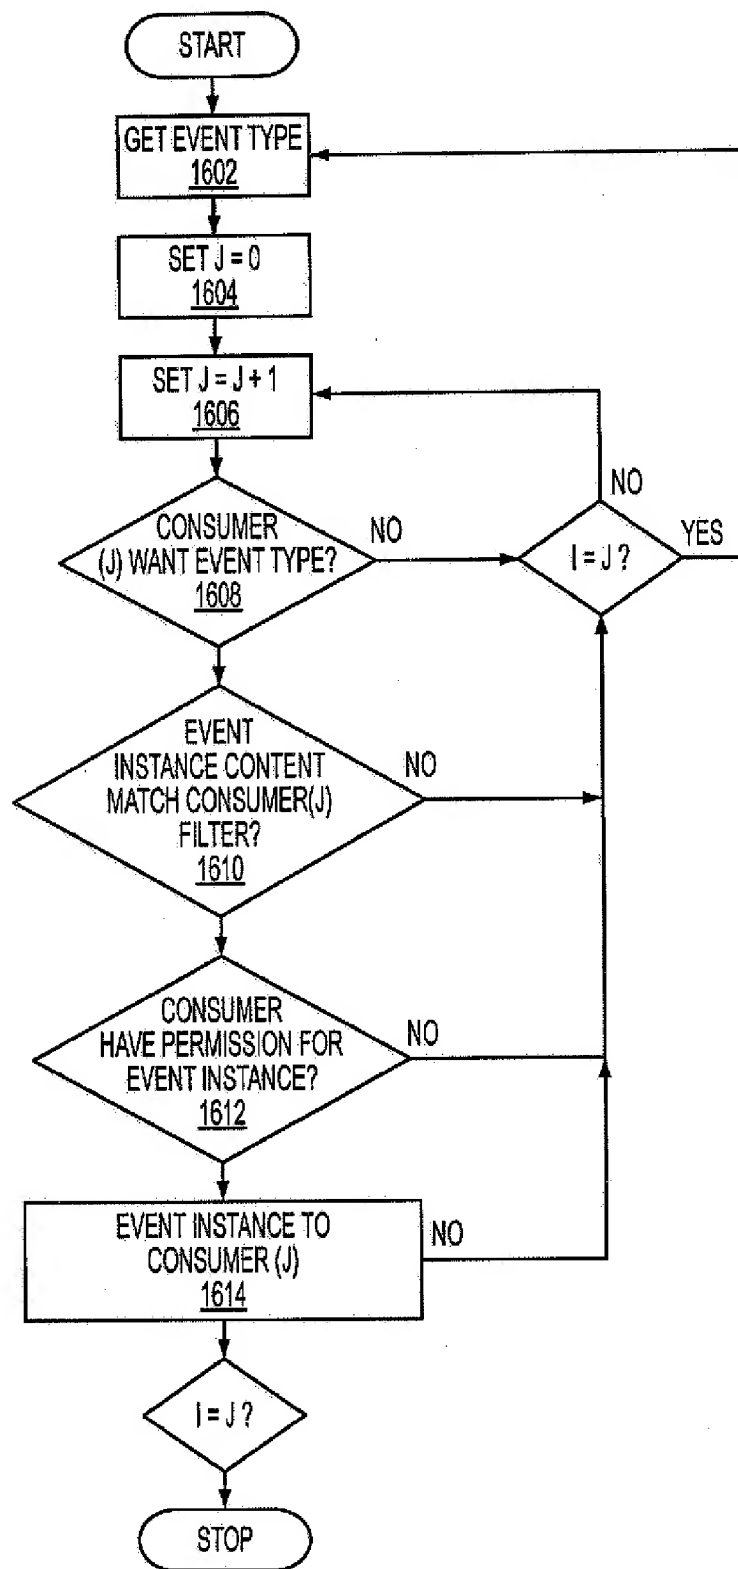 START
GET EVENT TYPE
1602
SET J = 0
1604
SET J = J + 1
1606
NO
CONSUMER
(J) WANT EVENT TYPE?
1608
NO
I = J ?
YES
EVENT
INSTANCE CONTENT
MATCH CONSUMER(J)
FILTER?
1610
NO
CONSUMER
HAVE PERMISSION FOR
EVENT INSTANCE?
1612
NO
EVENT INSTANCE TO
CONSUMER (J)
1614
NO
I = J ?
STOP